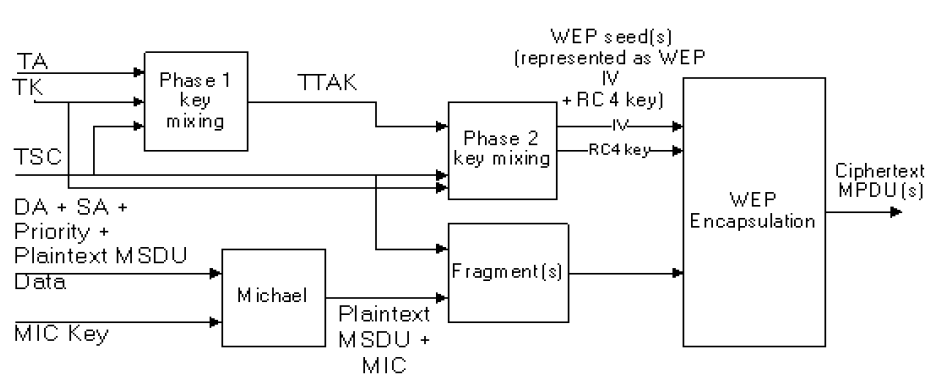 WEP seed(s)
(represented as WEP
IV
+ RC4 key)
TA
TK
Phase 1
key
mixing
TTAK
Phase 2
key mixing
IV
RC4 key
TSC
Ciphertext
MPDU(s)
WEP
Encapsulation
DA + SA +
Priority +
Plaintext MSDU
Data
Fragment(s)
Michael
MIC Key
Plaintext
MSDU +
MIC